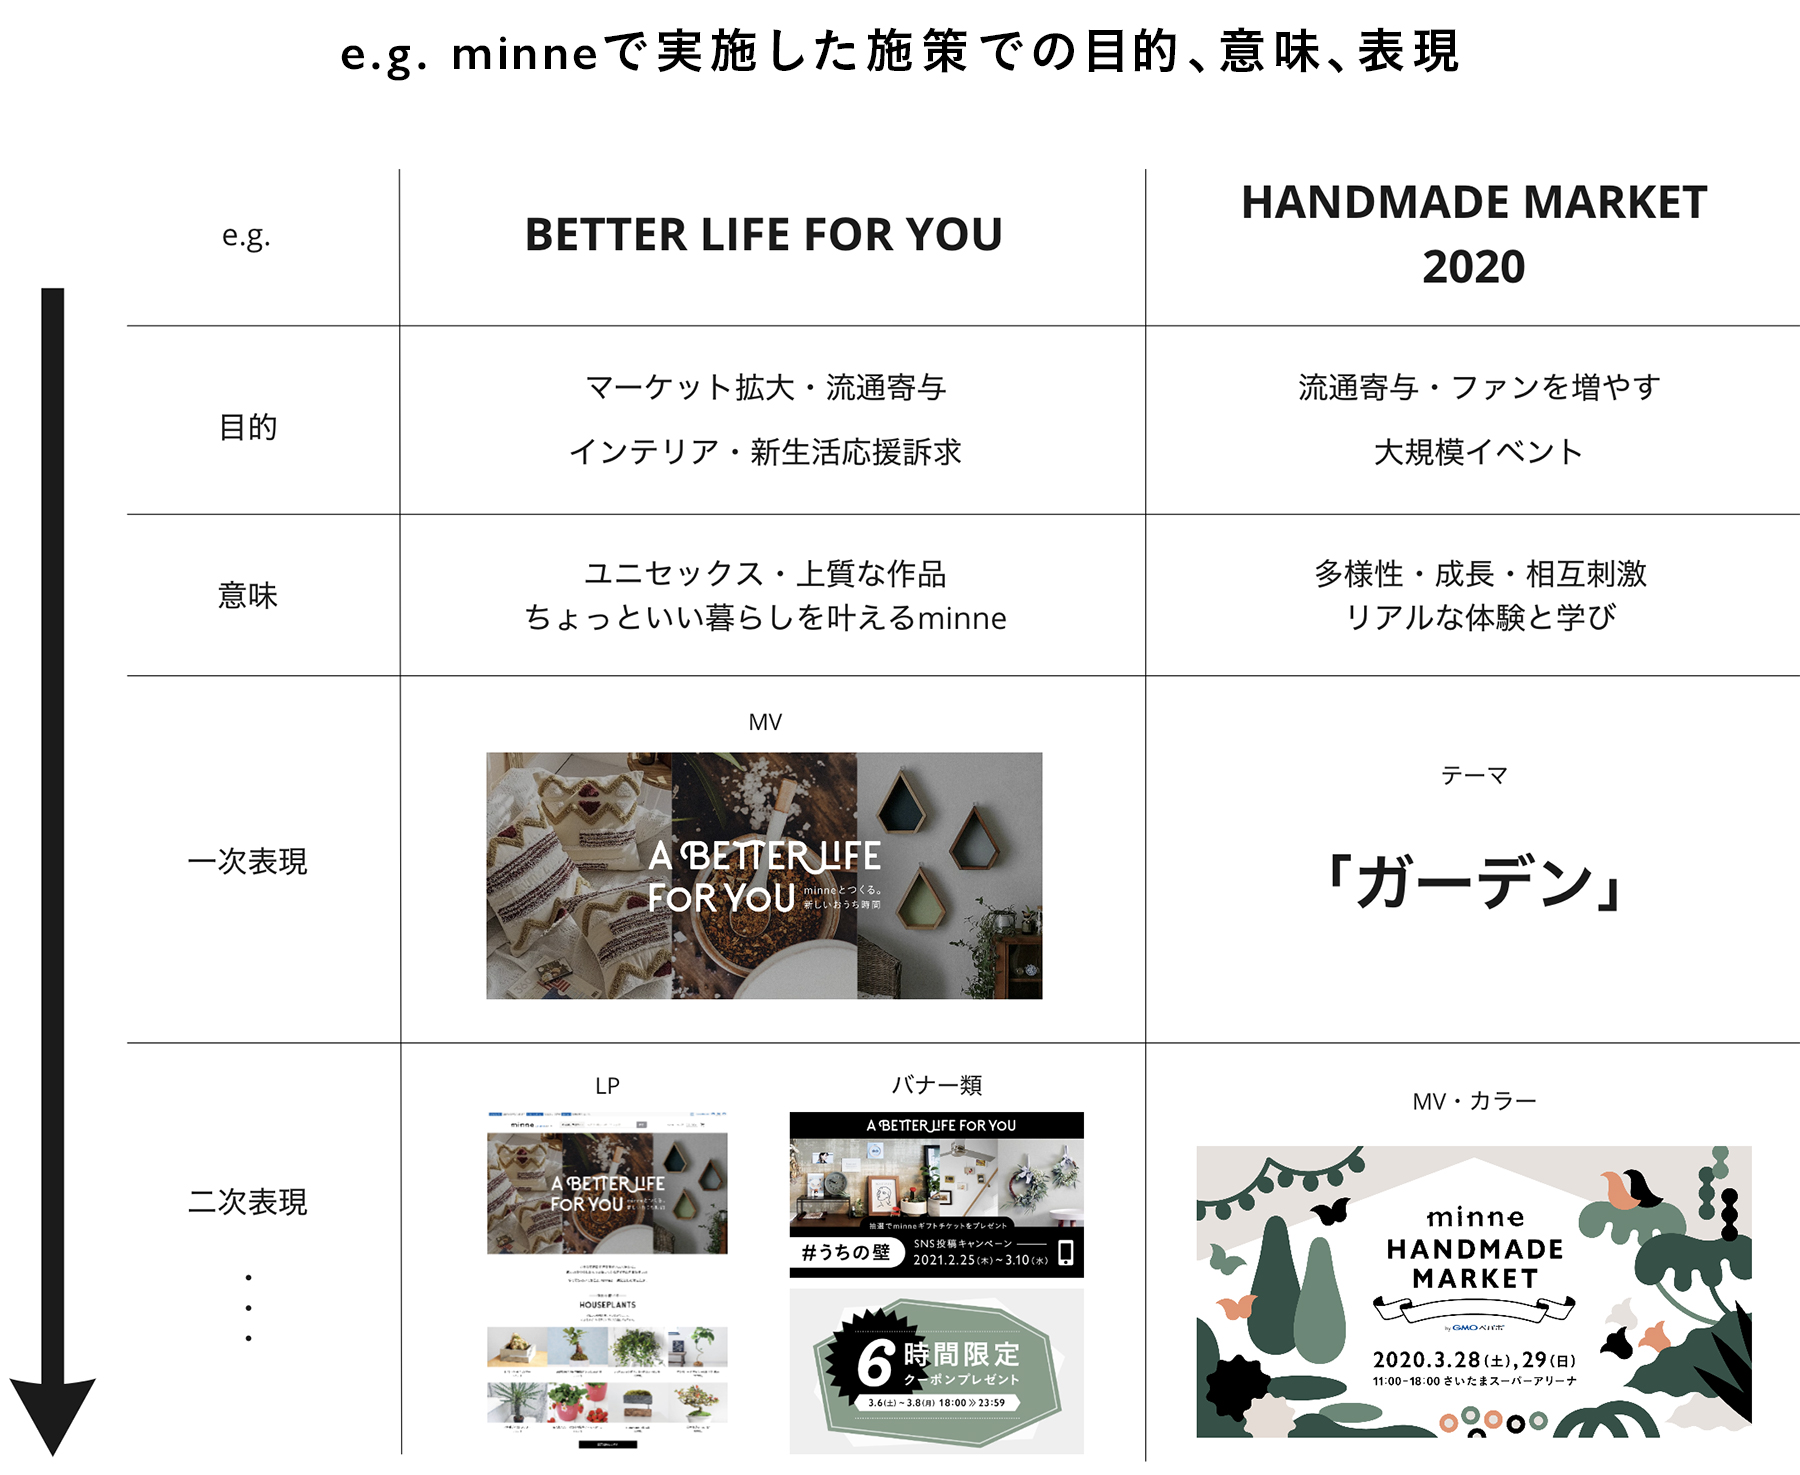 e.g. minneで実施した施策での目的、意味、表現
e.g.
BETTER LIFE FOR YOU
HANDMADE MARKET
2020
目的
マーケット拡大・流通寄与
インテリア・新生活応援訴求
流通寄与・ファンを増やす
大規模イベント
意味
ユニセックス・上質な作品
ちょっといい暮らしを叶えるminne
多様性・成長・相互刺激
リアルな体験と学び
一次表現
MV
A BETTER LIFE
FOR YOU
minneとつくる。
新しいおうち時間
テーマ
「ガーデン」
二次表現
LP
minne
A BETTER LIFE
FOR YOU
HOUSEPLANTS
バナー類
A BETTER LIFE FOR YOU
抽選でminneギフトチケットをプレゼント
#うちの壁
SNS投稿キャンペーン
2021.2.25(木)~3.10(水)
6時間限定
クーポンプレゼント
3.6(土)~3.8(月) 18:00》23:59
MV・カラー
minne
HANDMADE
MARKET
by GMOペパボ
2020.3.28(土),29(日)
11:00-18:00 さいたまスーパーアリーナ